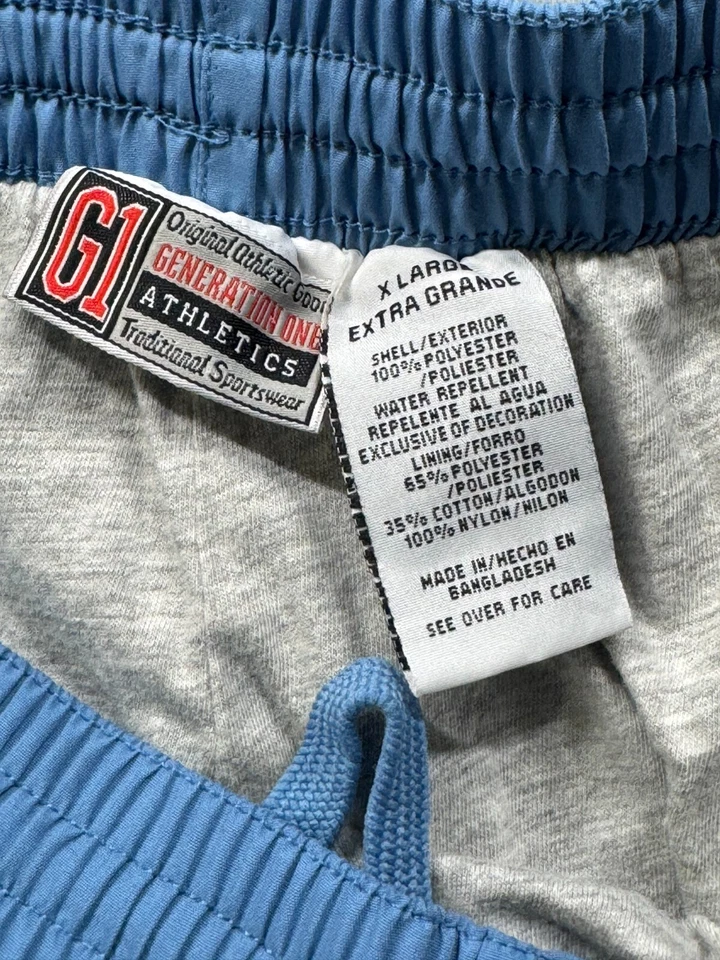 G1
Original Athletic Goods
GENERATION ONE
ATHLETICS
Traditional Sportswear
X LARGE
EXTRA GRANDE
SHELL/EXTERIOR
100% POLYESTER
/POLIESTER
WATER REPELLENT
REPELENTE AL AGUA
EXCLUSIVE OF DECORATION
LINING/FORRO
65% POLYESTER
/POLIESTER
35% COTTON/ALGODON
100% NYLON/NILON
MADE IN/HECHO EN
BANGLADESH
SEE OVER FOR CARE